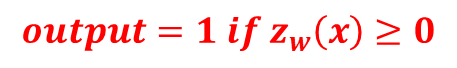 output = 1 if z_w(x) ≥ 0